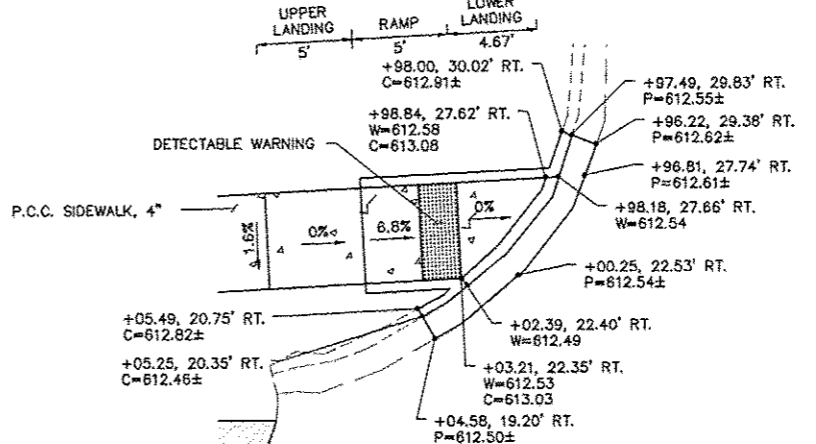 UPPER
LANDING
5'
RAMP
5'
LOWER
LANDING
4.67'
+98.00, 30.02' RT.
C=612.91±
+97.49, 29.83' RT.
P=612.55±
+98.84, 27.62' RT.
W=612.58
C=613.08
+96.22, 29.38' RT.
P=612.62±
DETECTABLE WARNING
+96.81, 27.74' RT.
P=612.61±
P.C.C. SIDEWALK, 4"
1.6%
0%
6.8%
0%
+98.18, 27.66' RT.
W=612.54
+00.25, 22.53' RT.
P=612.54±
+05.49, 20.75' RT.
C=612.82±
+02.39, 22.40' RT.
W=612.49
+05.25, 20.35' RT.
C=612.46±
+03.21, 22.35' RT.
W=612.53
C=613.03
+04.58, 19.20' RT.
P=612.50±